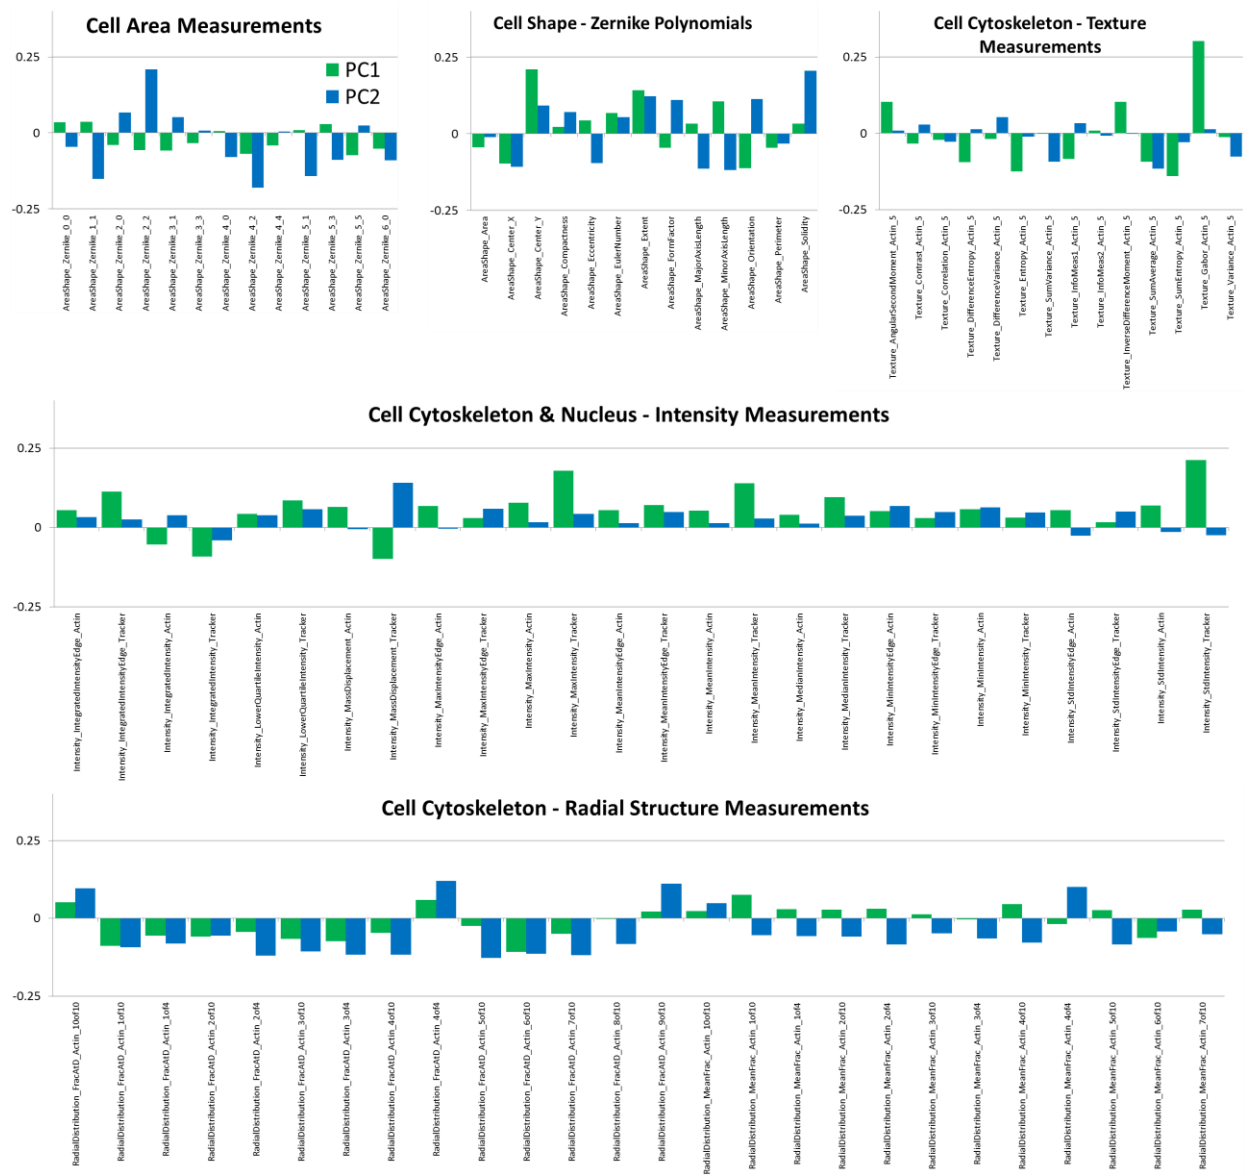 Cell Area Measurements
0.25
0
-0.25
PC1
PC2
AreaShape_Zernike_0_0
AreaShape_Zernike_1_1
AreaShape_Zernike_2_0
AreaShape_Zernike_2_2
AreaShape_Zernike_3_1
AreaShape_Zernike_3_3
AreaShape_Zernike_4_0
AreaShape_Zernike_4_2
AreaShape_Zernike_4_4
AreaShape_Zernike_5_1
AreaShape_Zernike_5_3
AreaShape_Zernike_5_5
AreaShape_Zernike_6_0
Cell Shape - Zernike Polynomials
0.25
0
-0.25
AreaShape_Area
AreaShape_Center_X
AreaShape_Center_Y
AreaShape_Compactness
AreaShape_Eccentricity
AreaShape_EulerNumber
AreaShape_Extent
AreaShape_FormFactor
AreaShape_MajorAxisLength
AreaShape_MinorAxisLength
AreaShape_Orientation
AreaShape_Perimeter
AreaShape_Solidity
Cell Cytoskeleton - Texture
Measurements
0.25
0
-0.25
Texture_AngularSecondMoment_Actin_5
Texture_Contrast_Actin_5
Texture_Correlation_Actin_5
Texture_DifferenceEntropy_Actin_5
Texture_DifferenceVariance_Actin_5
Texture_Entropy_Actin_5
Texture_SumVariance_Actin_5
Texture_InfoMeas1_Actin_5
Texture_InfoMeas2_Actin_5
Texture_InverseDifferenceMoment_Actin_5
Texture_SumAverage_Actin_5
Texture_SumEntropy_Actin_5
Texture_Gabor_Actin_5
Texture_Variance_Actin_5
Cell Cytoskeleton & Nucleus - Intensity Measurements
0.25
0
-0.25
Intensity_IntegratedIntensityEdge_Actin
Intensity_IntegratedIntensityEdge_Tracker
Intensity_IntegratedIntensity_Actin
Intensity_IntegratedIntensity_Tracker
Intensity_LowerQuartileIntensity_Actin
Intensity_LowerQuartileIntensity_Tracker
Intensity_MassDisplacement_Actin
Intensity_MassDisplacement_Tracker
Intensity_MaxIntensityEdge_Actin
Intensity_MaxIntensityEdge_Tracker
Intensity_MaxIntensity_Actin
Intensity_MaxIntensity_Tracker
Intensity_MeanIntensityEdge_Actin
Intensity_MeanIntensityEdge_Tracker
Intensity_MeanIntensity_Actin
Intensity_MeanIntensity_Tracker
Intensity_MedianIntensity_Actin
Intensity_MedianIntensity_Tracker
Intensity_MinIntensityEdge_Actin
Intensity_MinIntensityEdge_Tracker
Intensity_MinIntensity_Actin
Intensity_MinIntensity_Tracker
Intensity_StdIntensityEdge_Actin
Intensity_StdIntensityEdge_Tracker
Intensity_StdIntensity_Actin
Intensity_StdIntensity_Tracker
Cell Cytoskeleton - Radial Structure Measurements
0.25
0
-0.25
RadialDistribution_FracAtD_Actin_10of10
RadialDistribution_FracAtD_Actin_1of10
RadialDistribution_FracAtD_Actin_1of4
RadialDistribution_FracAtD_Actin_2of10
RadialDistribution_FracAtD_Actin_2of4
RadialDistribution_FracAtD_Actin_3of10
RadialDistribution_FracAtD_Actin_3of4
RadialDistribution_FracAtD_Actin_4of10
RadialDistribution_FracAtD_Actin_4of4
RadialDistribution_FracAtD_Actin_5of10
RadialDistribution_FracAtD_Actin_6of10
RadialDistribution_FracAtD_Actin_7of10
RadialDistribution_FracAtD_Actin_8of10
RadialDistribution_FracAtD_Actin_9of10
RadialDistribution_MeanFrac_Actin_10of10
RadialDistribution_MeanFrac_Actin_1of10
RadialDistribution_MeanFrac_Actin_1of4
RadialDistribution_MeanFrac_Actin_2of10
RadialDistribution_MeanFrac_Actin_2of4
RadialDistribution_MeanFrac_Actin_3of10
RadialDistribution_MeanFrac_Actin_3of4
RadialDistribution_MeanFrac_Actin_4of10
RadialDistribution_MeanFrac_Actin_4of4
RadialDistribution_MeanFrac_Actin_5of10
RadialDistribution_MeanFrac_Actin_6of10
RadialDistribution_MeanFrac_Actin_7of10